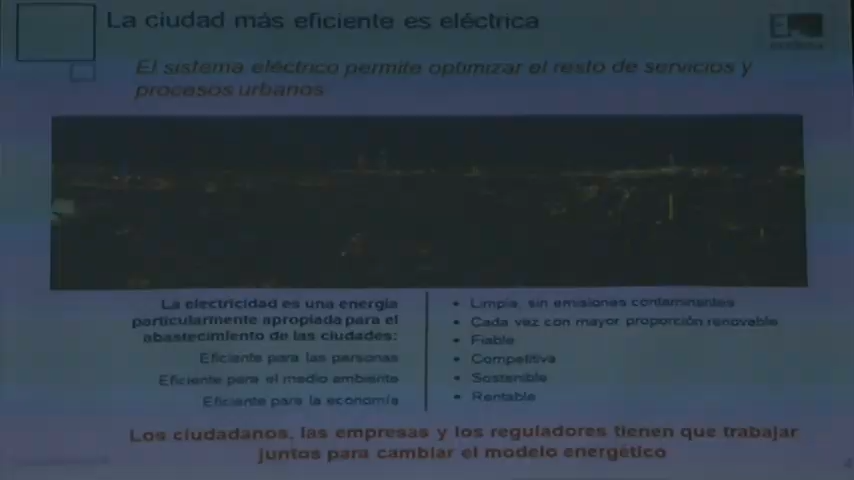 La ciudad más eficiente es eléctrica
El sistema eléctrico permite optimizar el resto de servicios y
procesos urbanos
La electricidad es una energía
particularmente apropiada para el
abastecimiento de las ciudades:
Eficiente para las personas
Eficiente para el medio ambiente
Eficiente para la economía
• Limpia, sin emisiones contaminantes
• Cada vez con mayor proporción renovable
• Fiable
• Competitiva
• Sostenible
• Rentable
Los ciudadanos, las empresas y los reguladores tienen que trabajar
juntos para cambiar el modelo energético